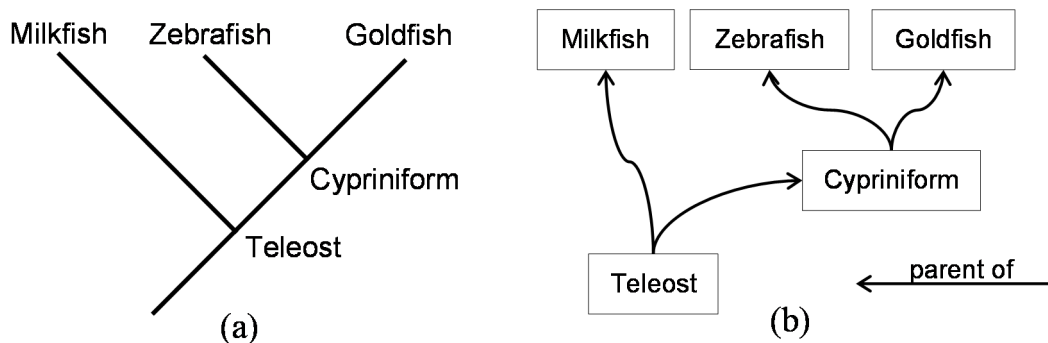 Milkfish Zebrafish Goldfish
Cypriniform
Teleost
(a)
Milkfish Zebrafish Goldfish
Cypriniform
Teleost
parent of
(b)